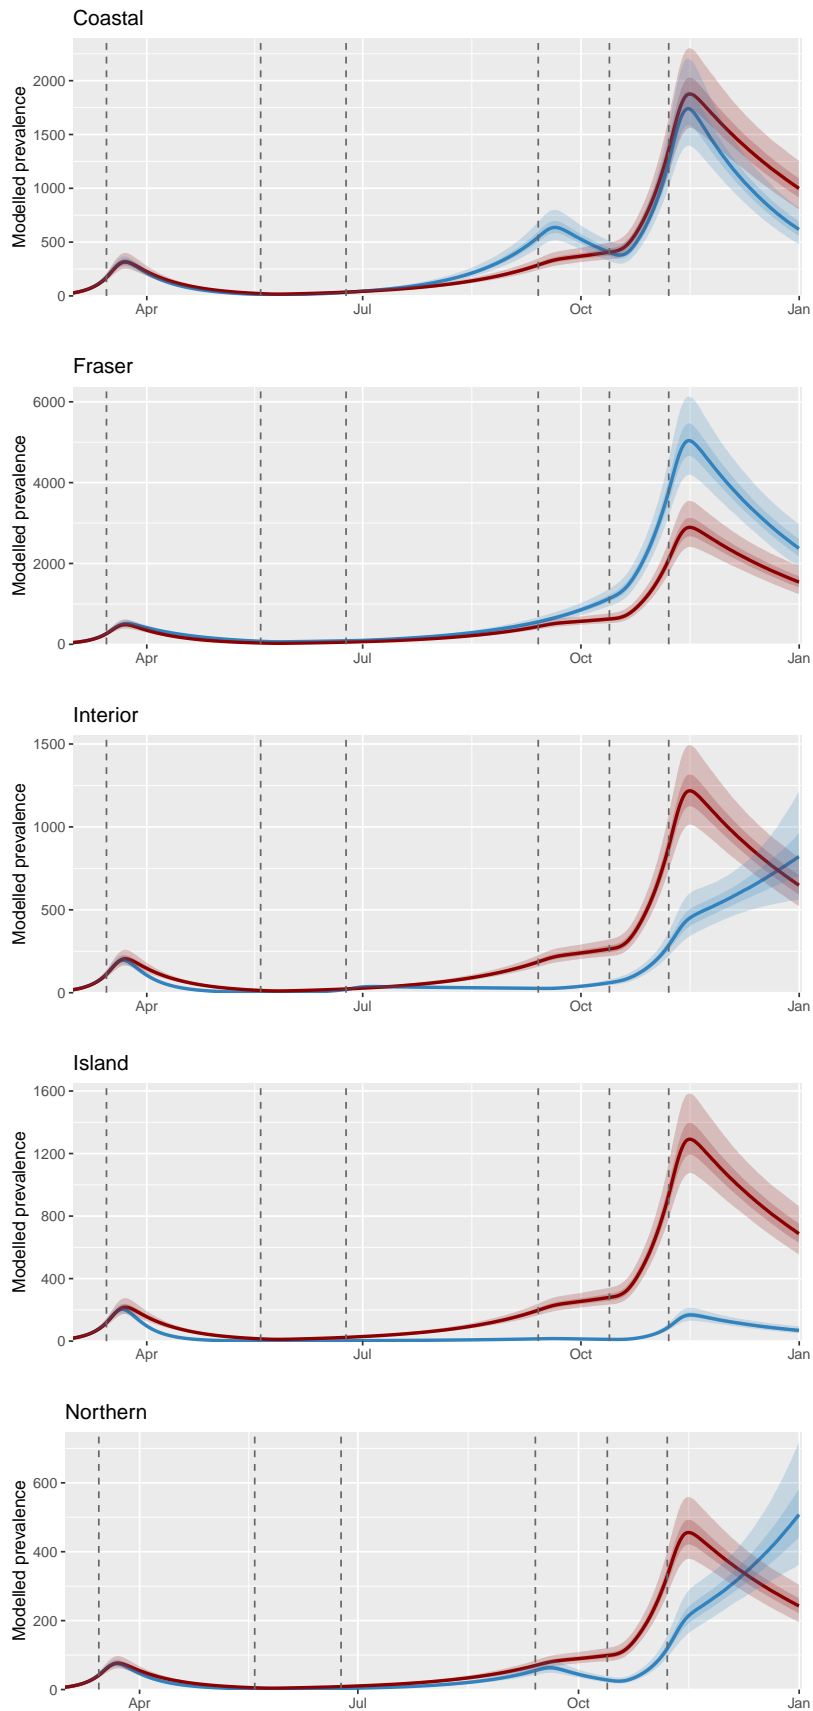 Coastal
Modelled prevalence
2000
1500
1000
500
0
Apr Jul Oct Jan
Fraser
Modelled prevalence
6000
4000
2000
0
Apr Jul Oct Jan
Interior
Modelled prevalence
1500
1000
500
0
Apr Jul Oct Jan
Island
Modelled prevalence
1600
1200
800
400
0
Apr Jul Oct Jan
Northern
Modelled prevalence
600
400
200
0
Apr Jul Oct Jan